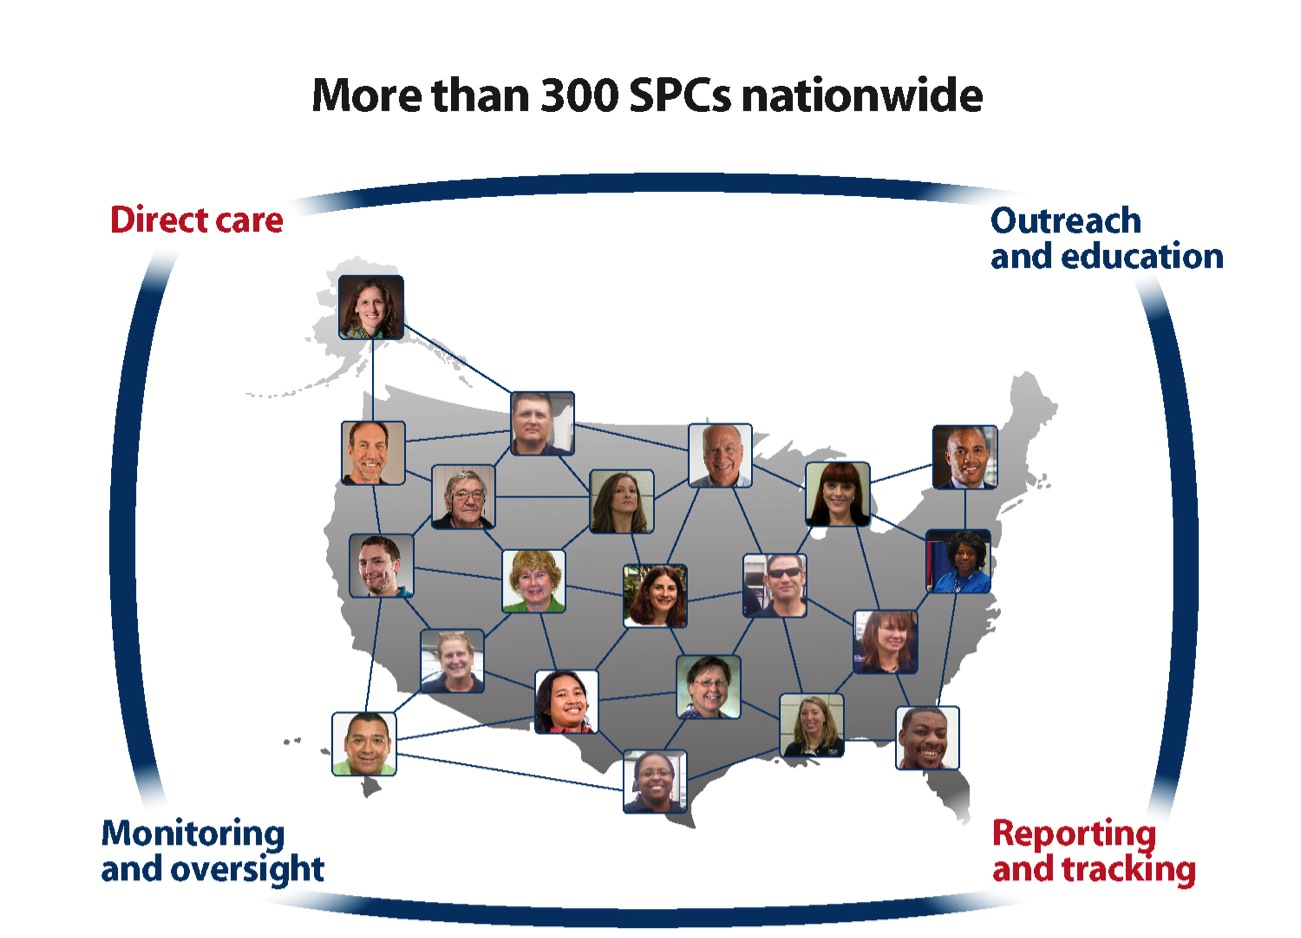 More than 300 SPCs nationwide
Direct care
Outreach
and education
Monitoring
and oversight
Reporting
and tracking